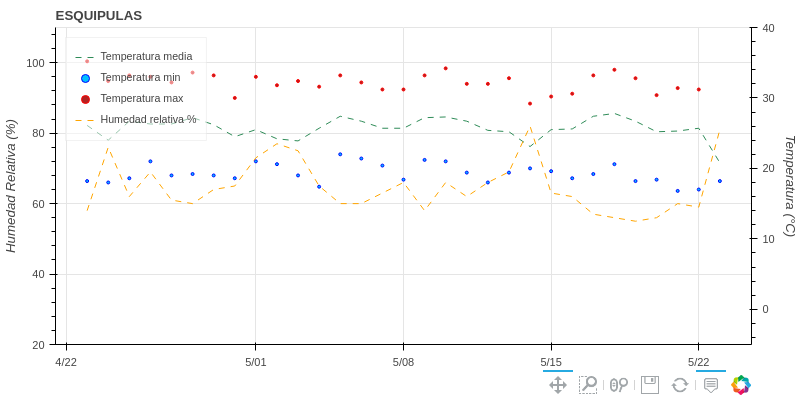 ESQUIPULAS
Temperatura media
Temperatura min
Temperatura max
Humedad relativa %
Humedad Relativa (%)
100
80
60
40
20
Temperatura (°C)
40
30
20
10
0
4/22
5/01
5/08
5/15
5/22